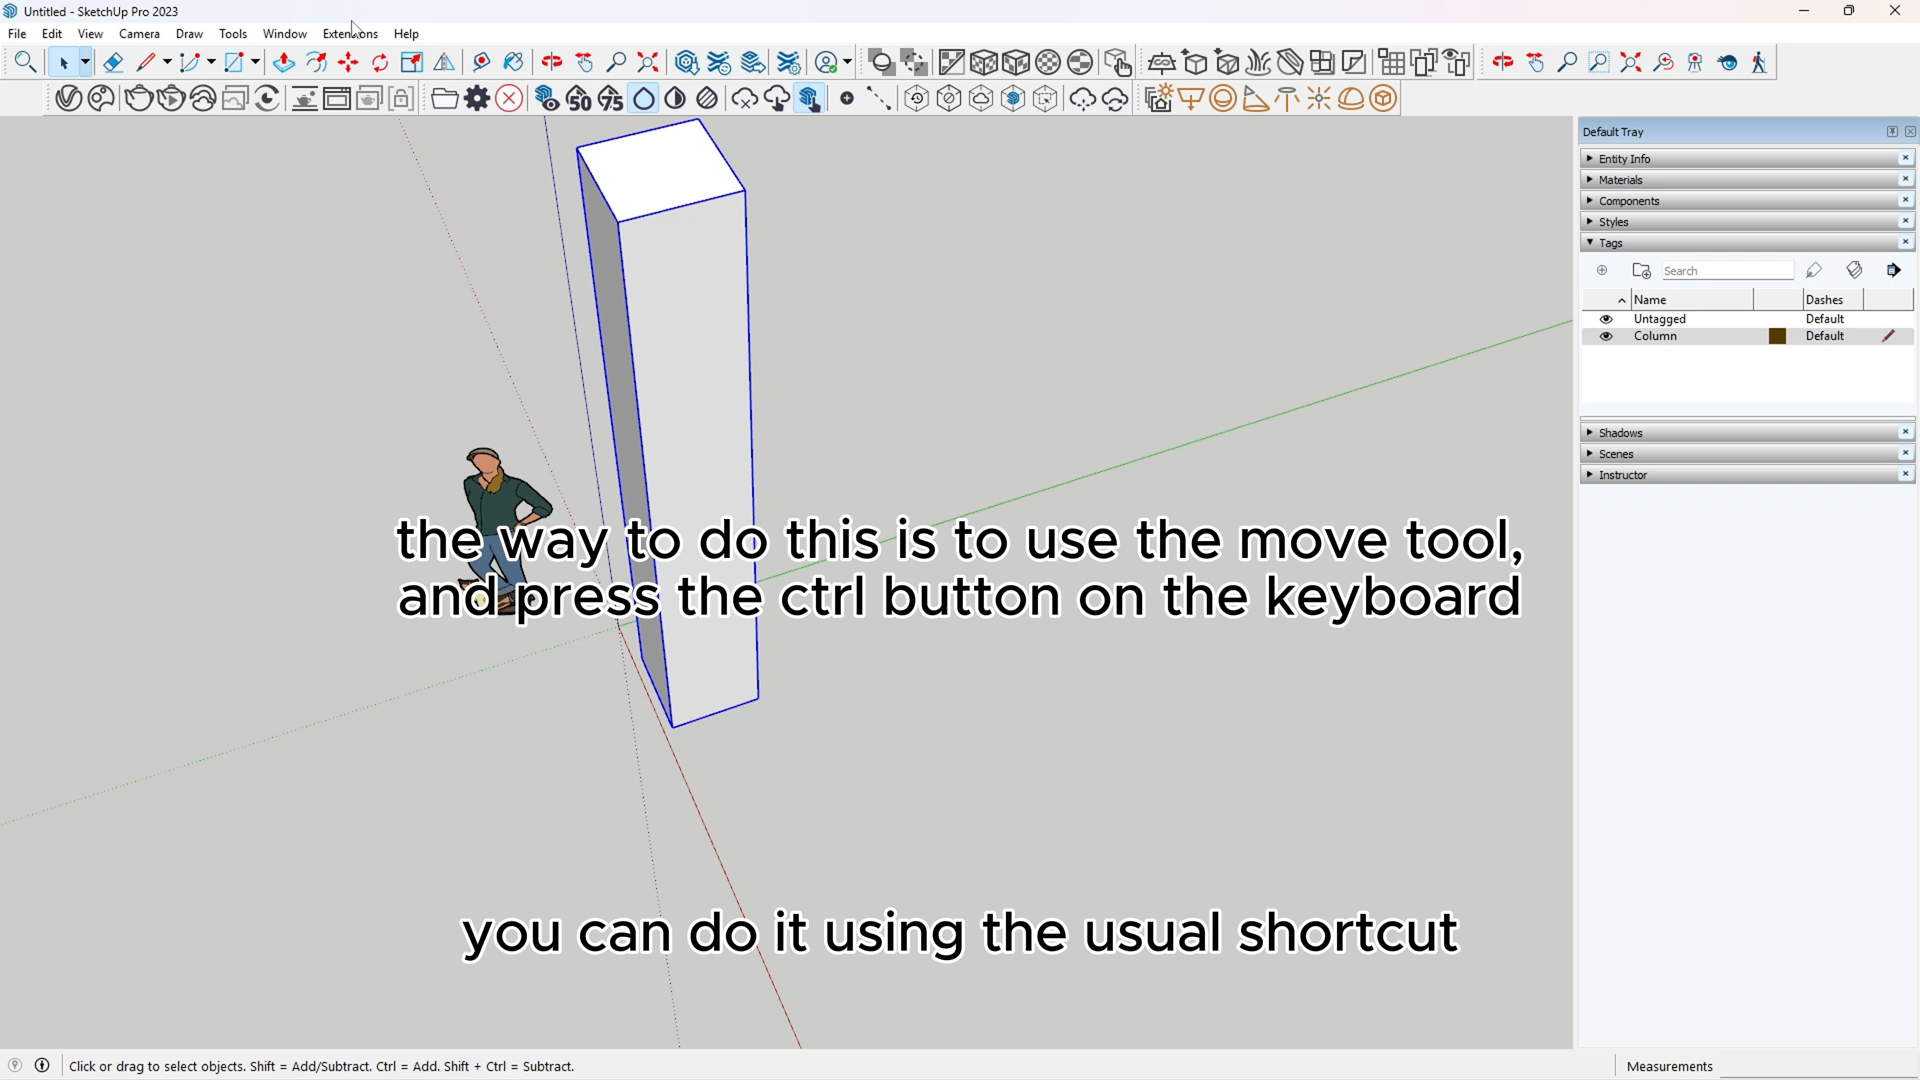 Untitled - SketchUp Pro 2023
File Edit View Camera Draw Tools Window Extensions Help
50 75
Default Tray
Entity Info
Materials
Components
Styles
Tags
Search
Name Dashes
Untagged Default
Column Default
Shadows
Scenes
Instructor
the way to do this is to use the move tool,
and press the ctrl button on the keyboard
you can do it using the usual shortcut
Click or drag to select objects. Shift = Add/Subtract. Ctrl = Add. Shift + Ctrl = Subtract.
Measurements